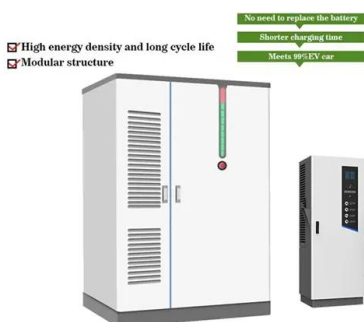 No need to replace the battery
Shorter charging time
Meets 99%EV car
High energy density and long cycle life
Modular structure